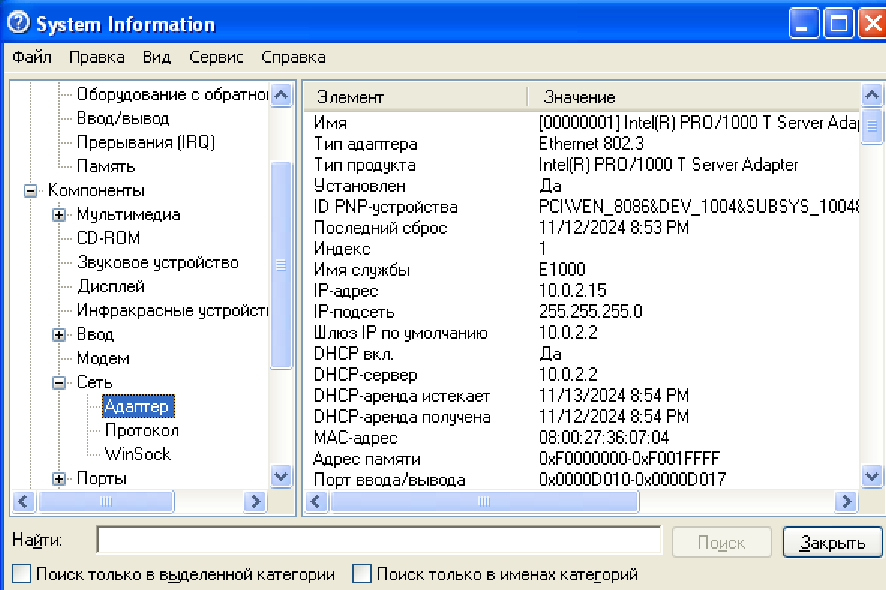 System Information
Файл Правка Вид Сервис Справка
Оборудование с обратно
Ввод/вывод
Прерывания (IRQ)
Память
Компоненты
Мультимедиа
CD-ROM
Звуковое устройство
Дисплей
Инфракрасные устройст
Ввод
Модем
Сеть
Адаптер
Протокол
WinSock
Порты
Элемент Значение
Имя [00000001] Intel(R) PRO/1000 T Server Adap
Тип адаптера Ethernet 802.3
Тип продукта Intel(R) PRO/1000 T Server Adapter
Установлен Да
ID PNP-устройства PCI\VEN_8086&DEV_1004&SUBSYS_10048
Последний сброс 11/12/2024 8:53 PM
Индекс 1
Имя службы E1000
IP-адрес 10.0.2.15
IP-подсеть 255.255.255.0
Шлюз IP по умолчанию 10.0.2.2
DHCP вкл. Да
DHCP-сервер 10.0.2.2
DHCP-аренда истекает 11/13/2024 8:54 PM
DHCP-аренда получена 11/12/2024 8:54 PM
MAC-адрес 08:00:27:36:07:04
Адрес памяти 0xF0000000-0xF001FFFF
Порт ввода/вывода 0x0000D010-0x0000D017
Найти: Поиск Закрыть
Поиск только в выделенной категории Поиск только в именах категорий